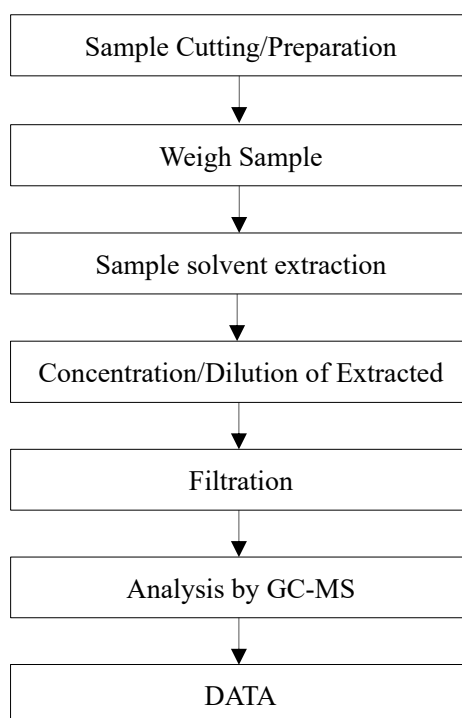 Sample Cutting/Preparation
Weigh Sample
Sample solvent extraction
Concentration/Dilution of Extracted
Filtration
Analysis by GC-MS
DATA